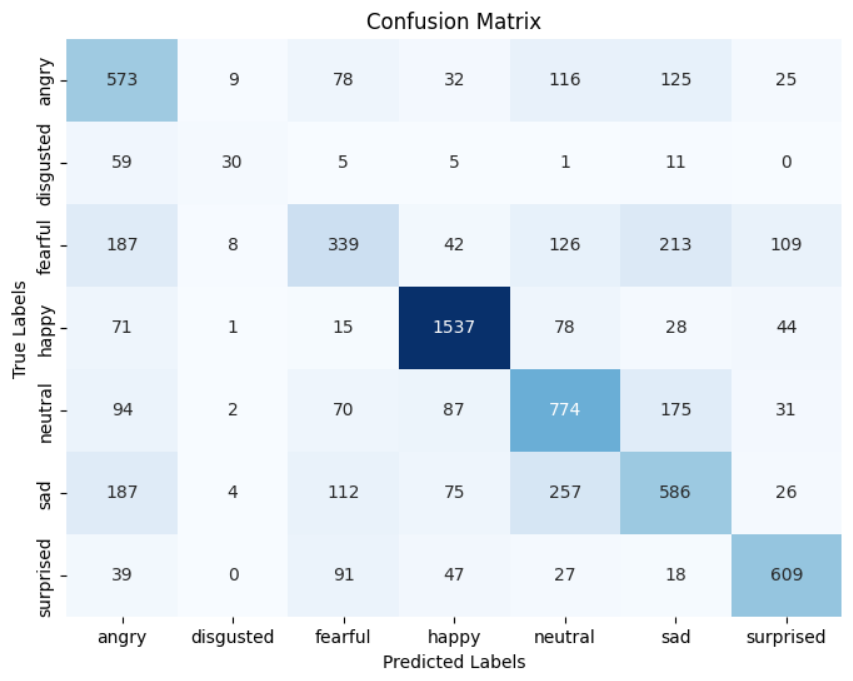 Confusion Matrix
True Labels
angry 573 9 78 32 116 125 25
disgusted 59 30 5 5 1 11 0
fearful 187 8 339 42 126 213 109
happy 71 1 15 1537 78 28 44
neutral 94 2 70 87 774 175 31
sad 187 4 112 75 257 586 26
surprised 39 0 91 47 27 18 609
angry disgusted fearful happy neutral sad surprised
Predicted Labels